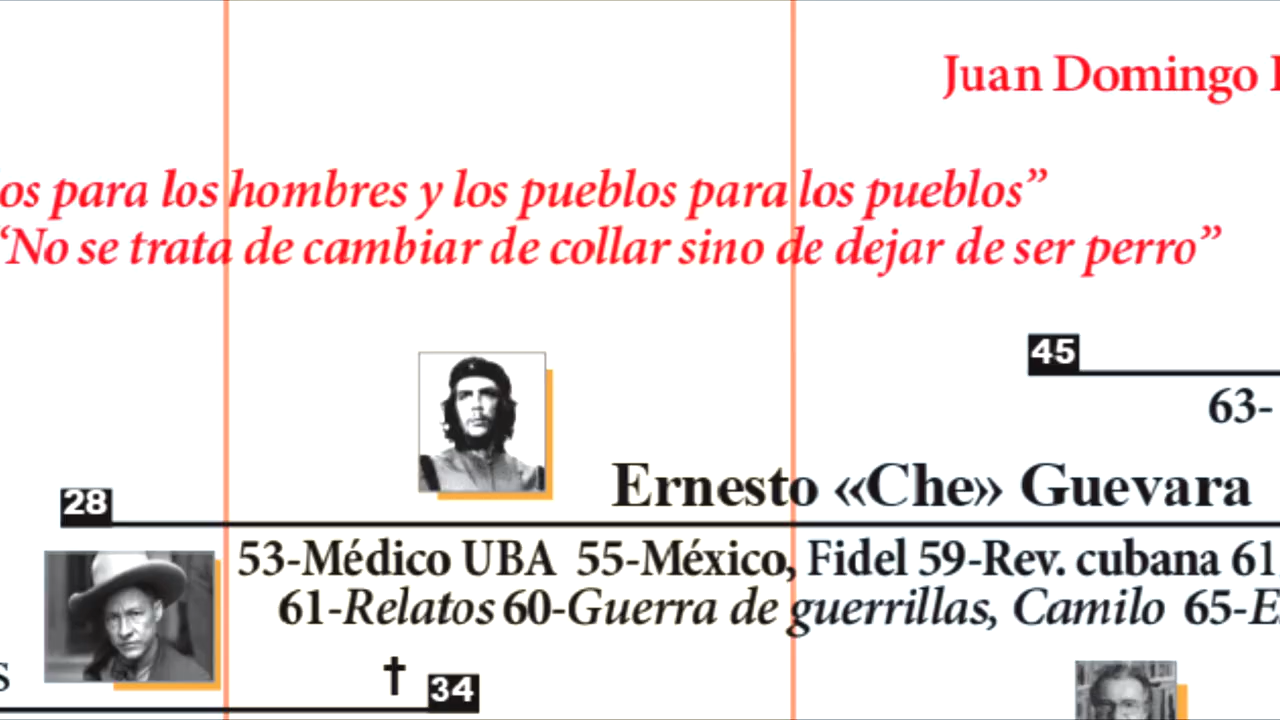 Juan Domingo
os para los hombres y los pueblos para los pueblos”
“No se trata de cambiar de collar sino de dejar de ser perro”
45
63-
Ernesto «Che» Guevara
28
53-Médico UBA 55-México, Fidel 59-Rev. cubana 61
61-Relatos 60-Guerra de guerrillas, Camilo 65-E
s
† 34